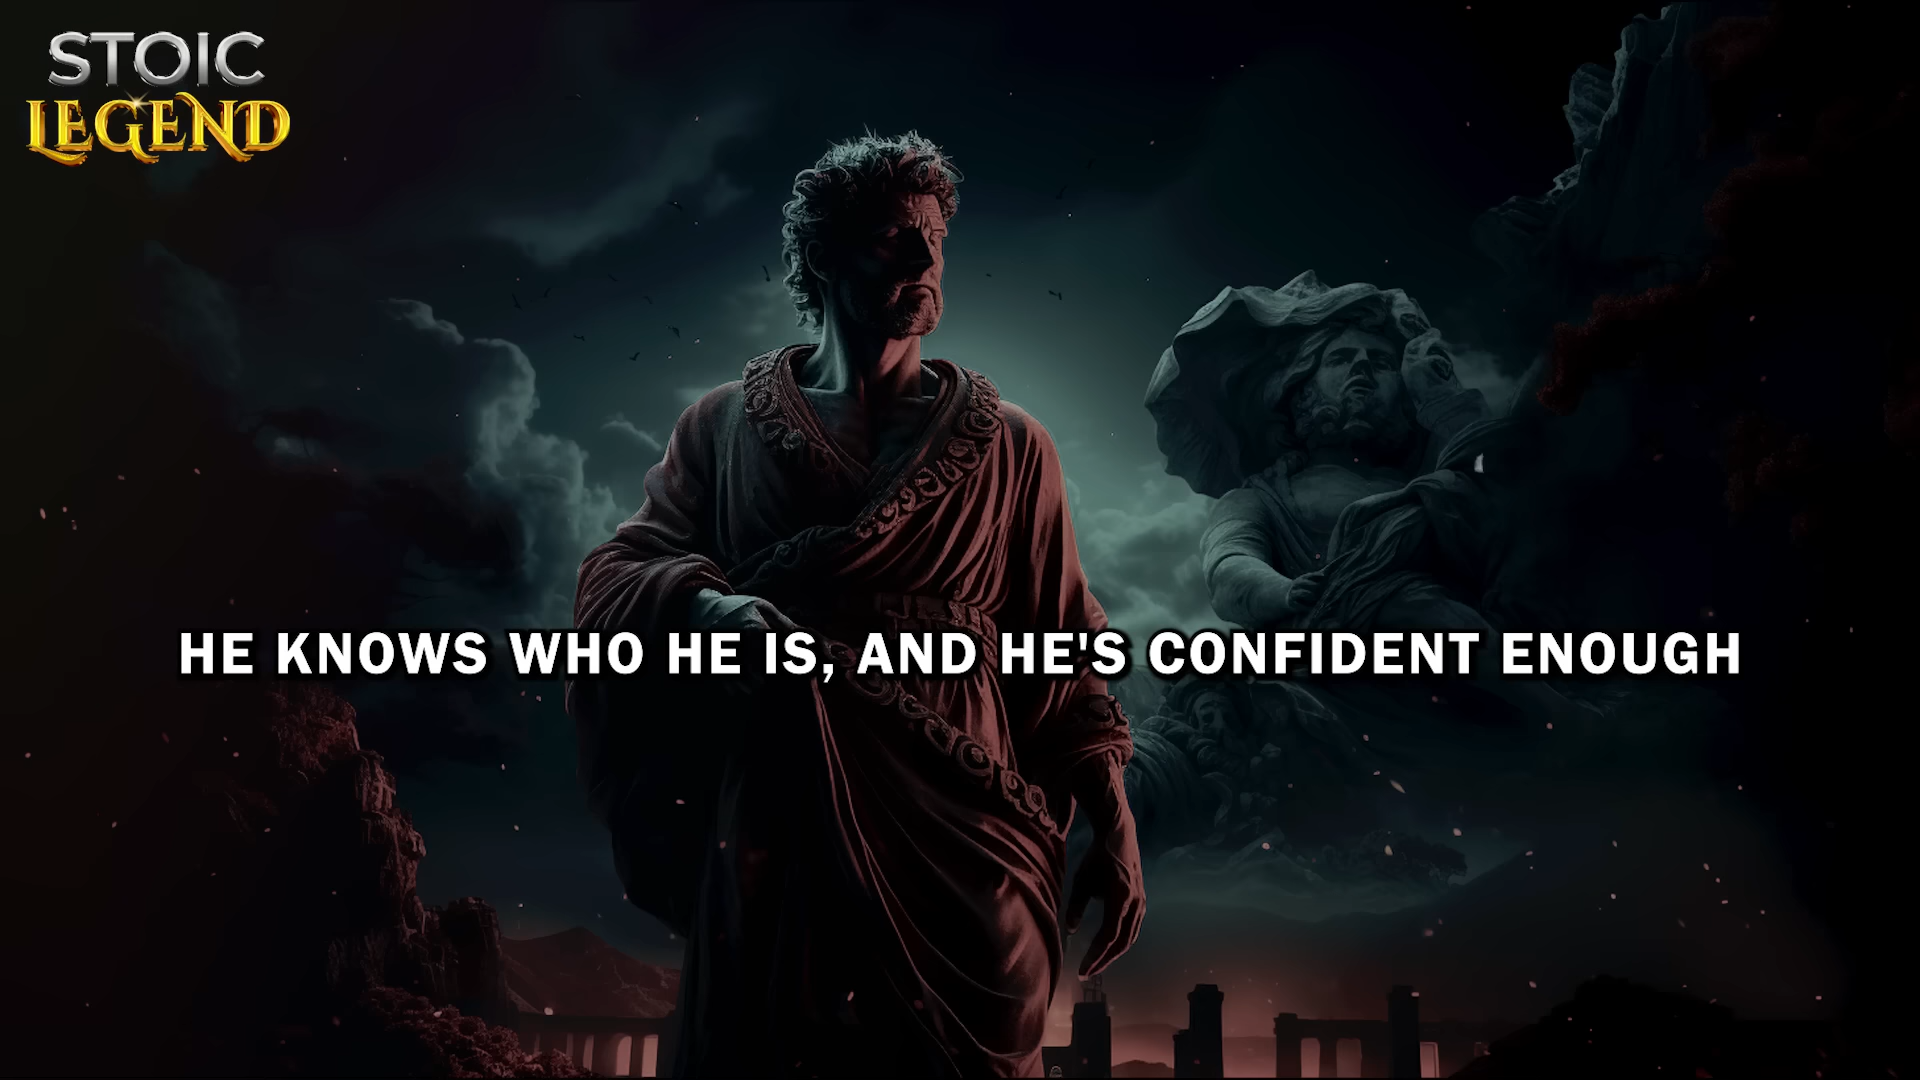 STOIC
LEGEND
HE KNOWS WHO HE IS, AND HE'S CONFIDENT ENOUGH